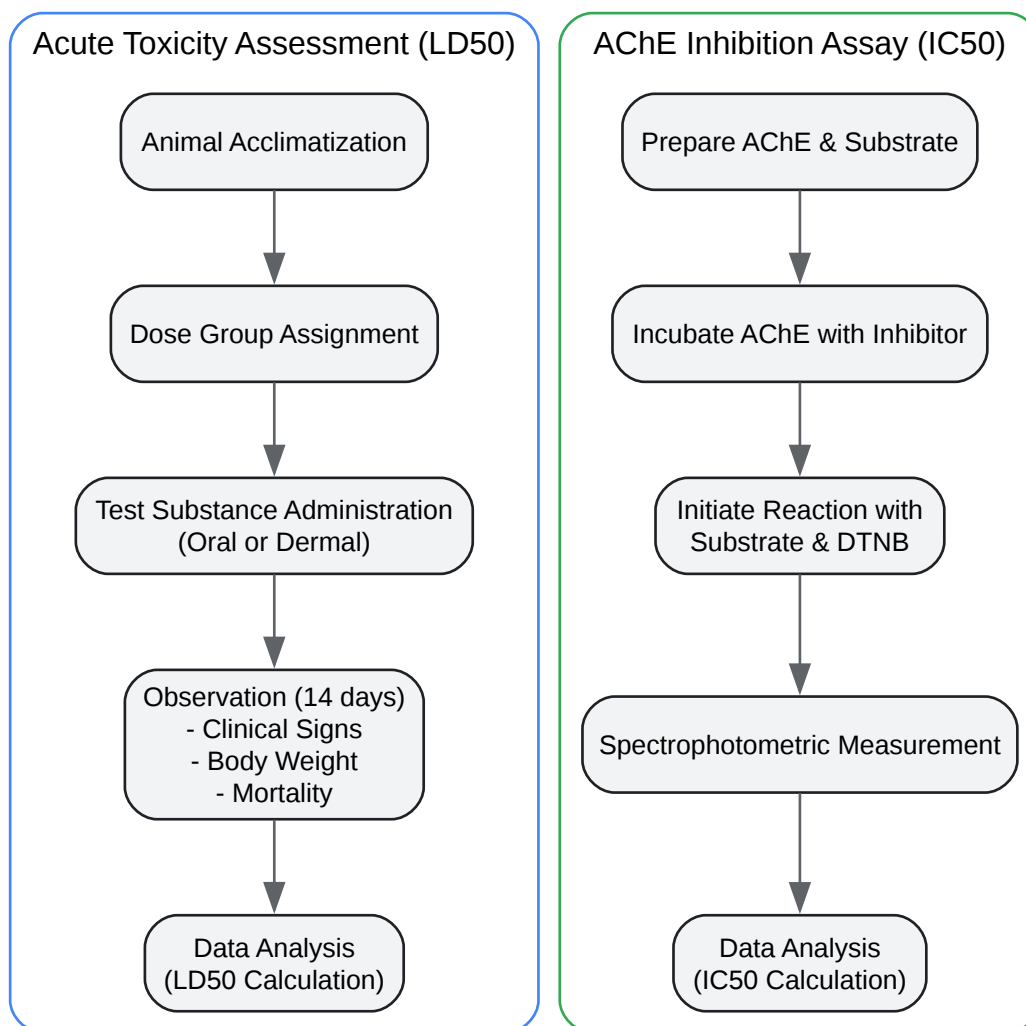 Acute Toxicity Assessment (LD50)
Animal Acclimatization
Dose Group Assignment
Test Substance Administration
(Oral or Dermal)
Observation (14 days)
- Clinical Signs
- Body Weight
- Mortality
Data Analysis
(LD50 Calculation)
AChE Inhibition Assay (IC50)
Prepare AChE & Substrate
Incubate AChE with Inhibitor
Initiate Reaction with
Substrate & DTNB
Spectrophotometric Measurement
Data Analysis
(IC50 Calculation)